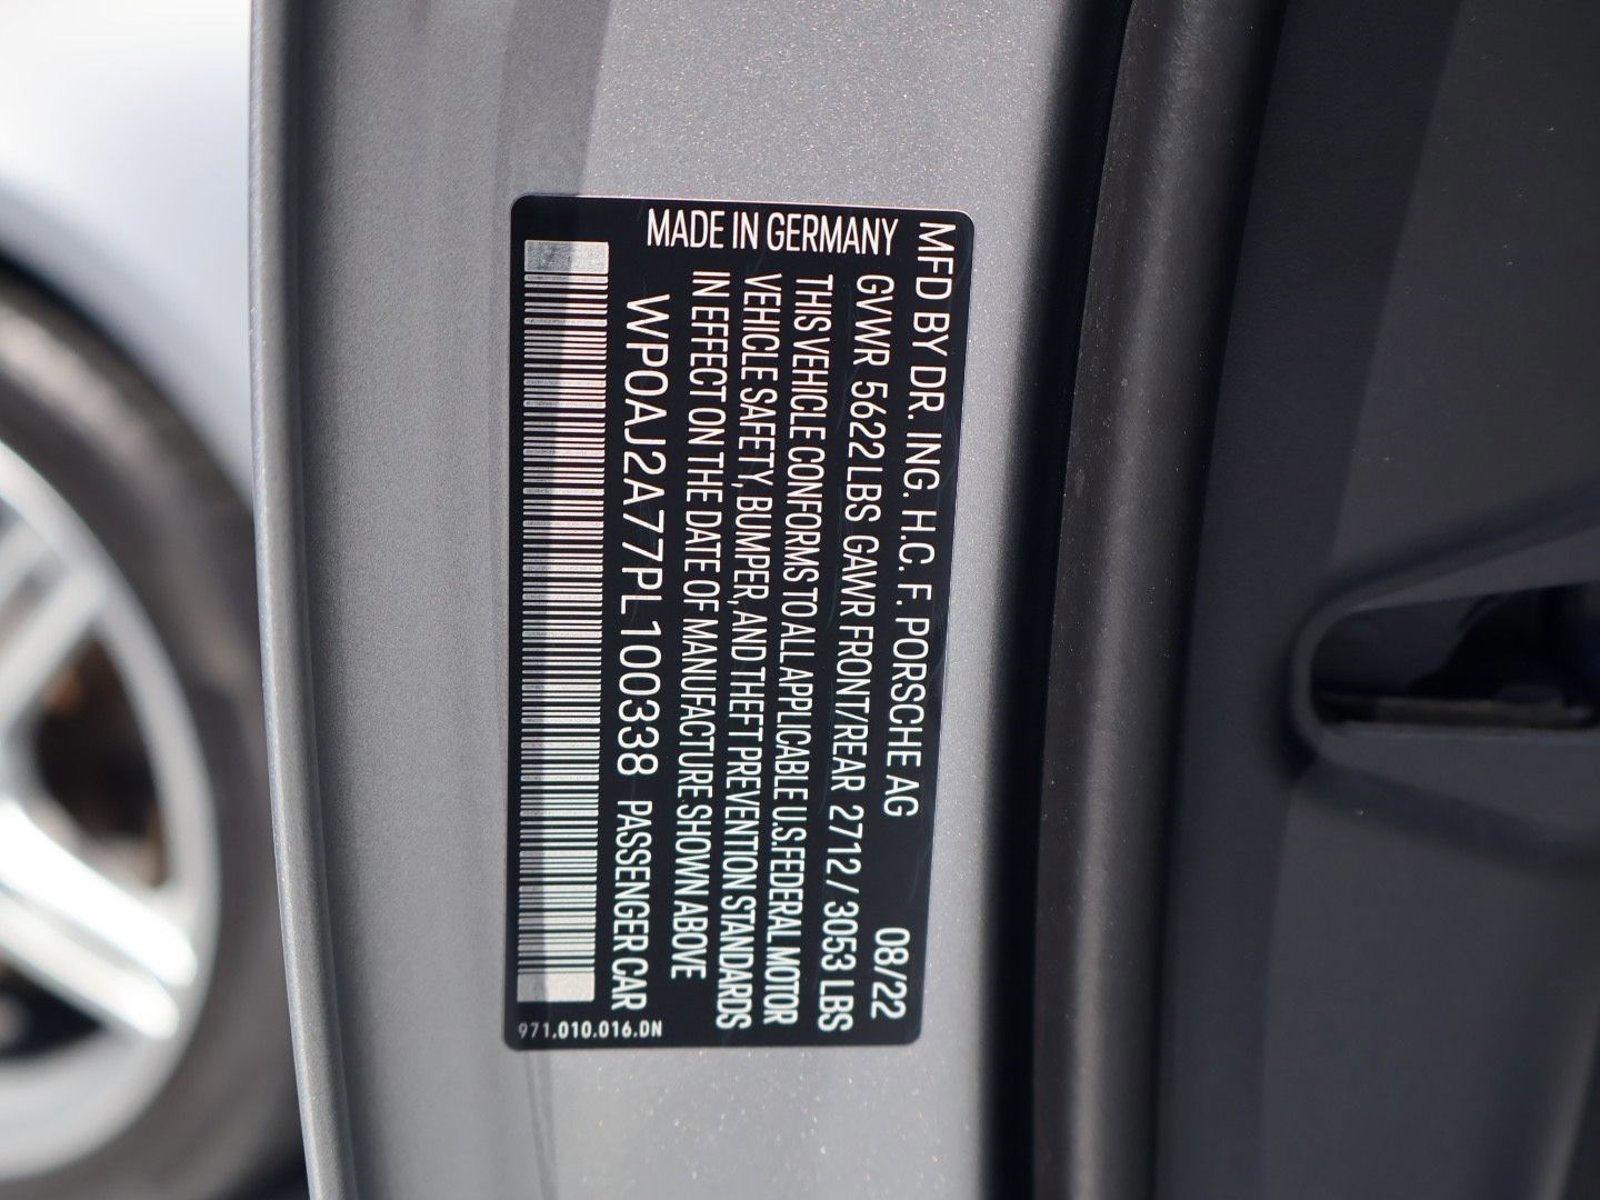 MFD BY DR. ING. H.C. F. PORSCHE AG 08/22
MADE IN GERMANY
GVWR 5622 LBS GAWR FRONT/REAR 2712 / 3053 LBS
THIS VEHICLE CONFORMS TO ALL APPLICABLE U.S. FEDERAL MOTOR
VEHICLE SAFETY, BUMPER, AND THEFT PREVENTION STANDARDS
IN EFFECT ON THE DATE OF MANUFACTURE SHOWN ABOVE
WP0AJ2A77PL100338 PASSENGER CAR
971.010.016.DN